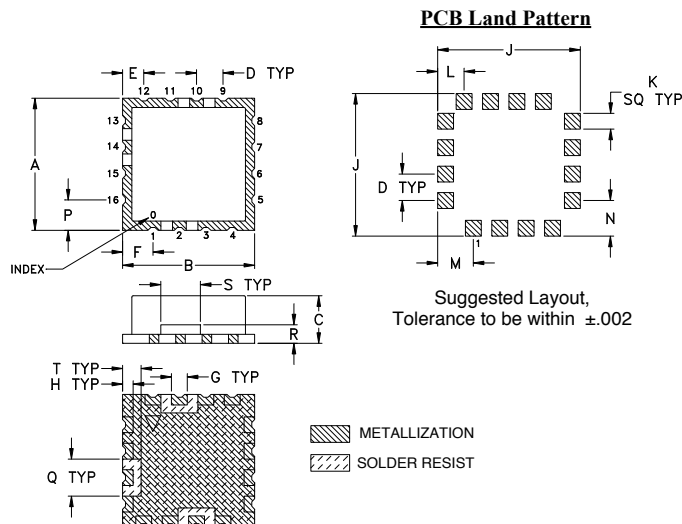 PCB Land Pattern
E
D TYP
12 11 10 9
13
14
15
16
8
7
6
5
A
P
0
1 2 3 4
F
INDEX
B
S TYP
C
R
T TYP
H TYP
G TYP
Q TYP
J
L
K
SQ TYP
J
D TYP
N
1
M
Suggested Layout,
Tolerance to be within ±.002
METALLIZATION
SOLDER RESIST